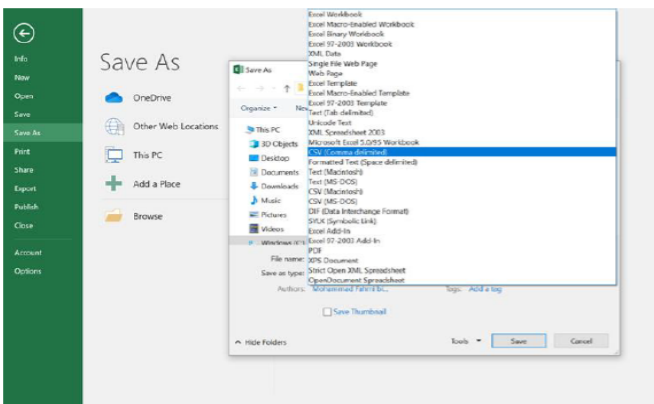 Info
New
Open
Save
Save As
Print
Share
Export
Publish
Close
Account
Options
Save As
OneDrive
Other Web Locations
This PC
Add a Place
Browse
Save As
Organize
New
This PC
3D Objects
Desktop
Documents
Downloads
Music
Pictures
Videos
Windows (C:)
Excel Workbook
Excel Macro-Enabled Workbook
Excel Binary Workbook
Excel 97-2003 Workbook
XML Data
Single File Web Page
Web Page
Excel Template
Excel Macro-Enabled Template
Excel 97-2003 Template
Text (Tab delimited)
Unicode Text
XML Spreadsheet 2003
Microsoft Excel 5.0/95 Workbook
CSV (Comma delimited)
Formatted Text (Space delimited)
Text (Macintosh)
Text (MS-DOS)
CSV (Macintosh)
CSV (MS-DOS)
DIF (Data Interchange Format)
SYLK (Symbolic Link)
Excel Add-In
Excel 97-2003 Add-In
PDF
XPS Document
Strict Open XML Spreadsheet
OpenDocument Spreadsheet
File name:
Save as type:
Authors: Mohammad Fahmi bi...
Tags: Add a tag
Save Thumbnail
Hide Folders
Tools
Save
Cancel